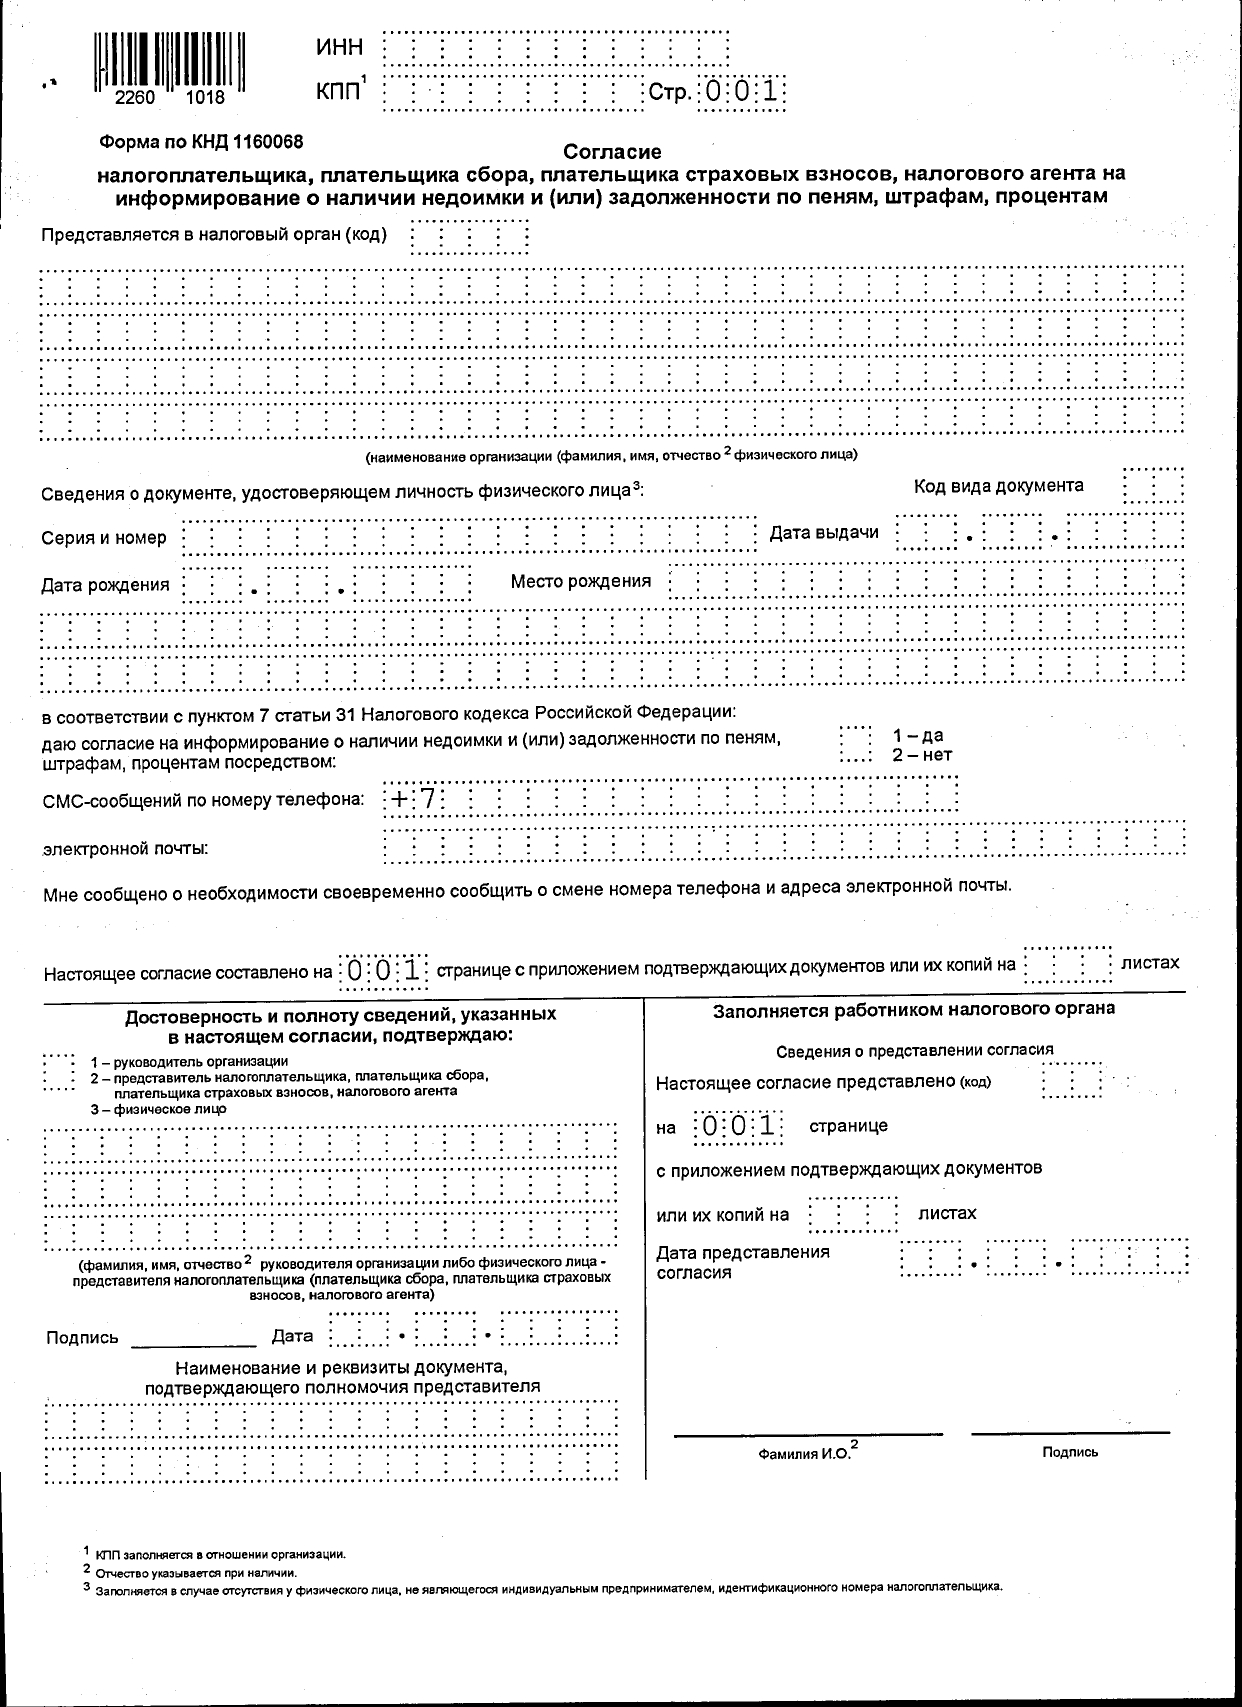 ИНН
КПП1 Стр. 001
2260 1018
Форма по КНД 1160068
Согласие
налогоплательщика, плательщика сбора, плательщика страховых взносов, налогового агента на
информирование о наличии недоимки и (или) задолженности по пеням, штрафам, процентам
Представляется в налоговый орган (код)
(наименование организации (фамилия, имя, отчество 2 физического лица)
Сведения о документе, удостоверяющем личность физического лица3: Код вида документа
Серия и номер Дата выдачи . .
Дата рождения . . Место рождения
в соответствии с пунктом 7 статьи 31 Налогового кодекса Российской Федерации:
даю согласие на информирование о наличии недоимки и (или) задолженности по пеням, 1 – да
штрафам, процентам посредством: 2 – нет
СМС-сообщений по номеру телефона: +7
электронной почты:
Мне сообщено о необходимости своевременно сообщить о смене номера телефона и адреса электронной почты.
Настоящее согласие составлено на 001 странице с приложением подтверждающих документов или их копий на листах
Достоверность и полноту сведений, указанных
в настоящем согласии, подтверждаю:
1 – руководитель организации
2 – представитель налогоплательщика, плательщика сбора,
плательщика страховых взносов, налогового агента
3 – физическое лицо
(фамилия, имя, отчество2 руководителя организации либо физического лица -
представителя налогоплательщика (плательщика сбора, плательщика страховых
взносов, налогового агента)
Подпись Дата . .
Наименование и реквизиты документа,
подтверждающего полномочия представителя
Заполняется работником налогового органа
Сведения о представлении согласия
Настоящее согласие представлено (код)
на 001 странице
с приложением подтверждающих документов
или их копий на листах
Дата представления . .
согласия
Фамилия И.О.2 Подпись
1 КПП заполняется в отношении организации.
2 Отчество указывается при наличии.
3 Заполняется в случае отсутствия у физического лица, не являющегося индивидуальным предпринимателем, идентификационного номера налогоплательщика.